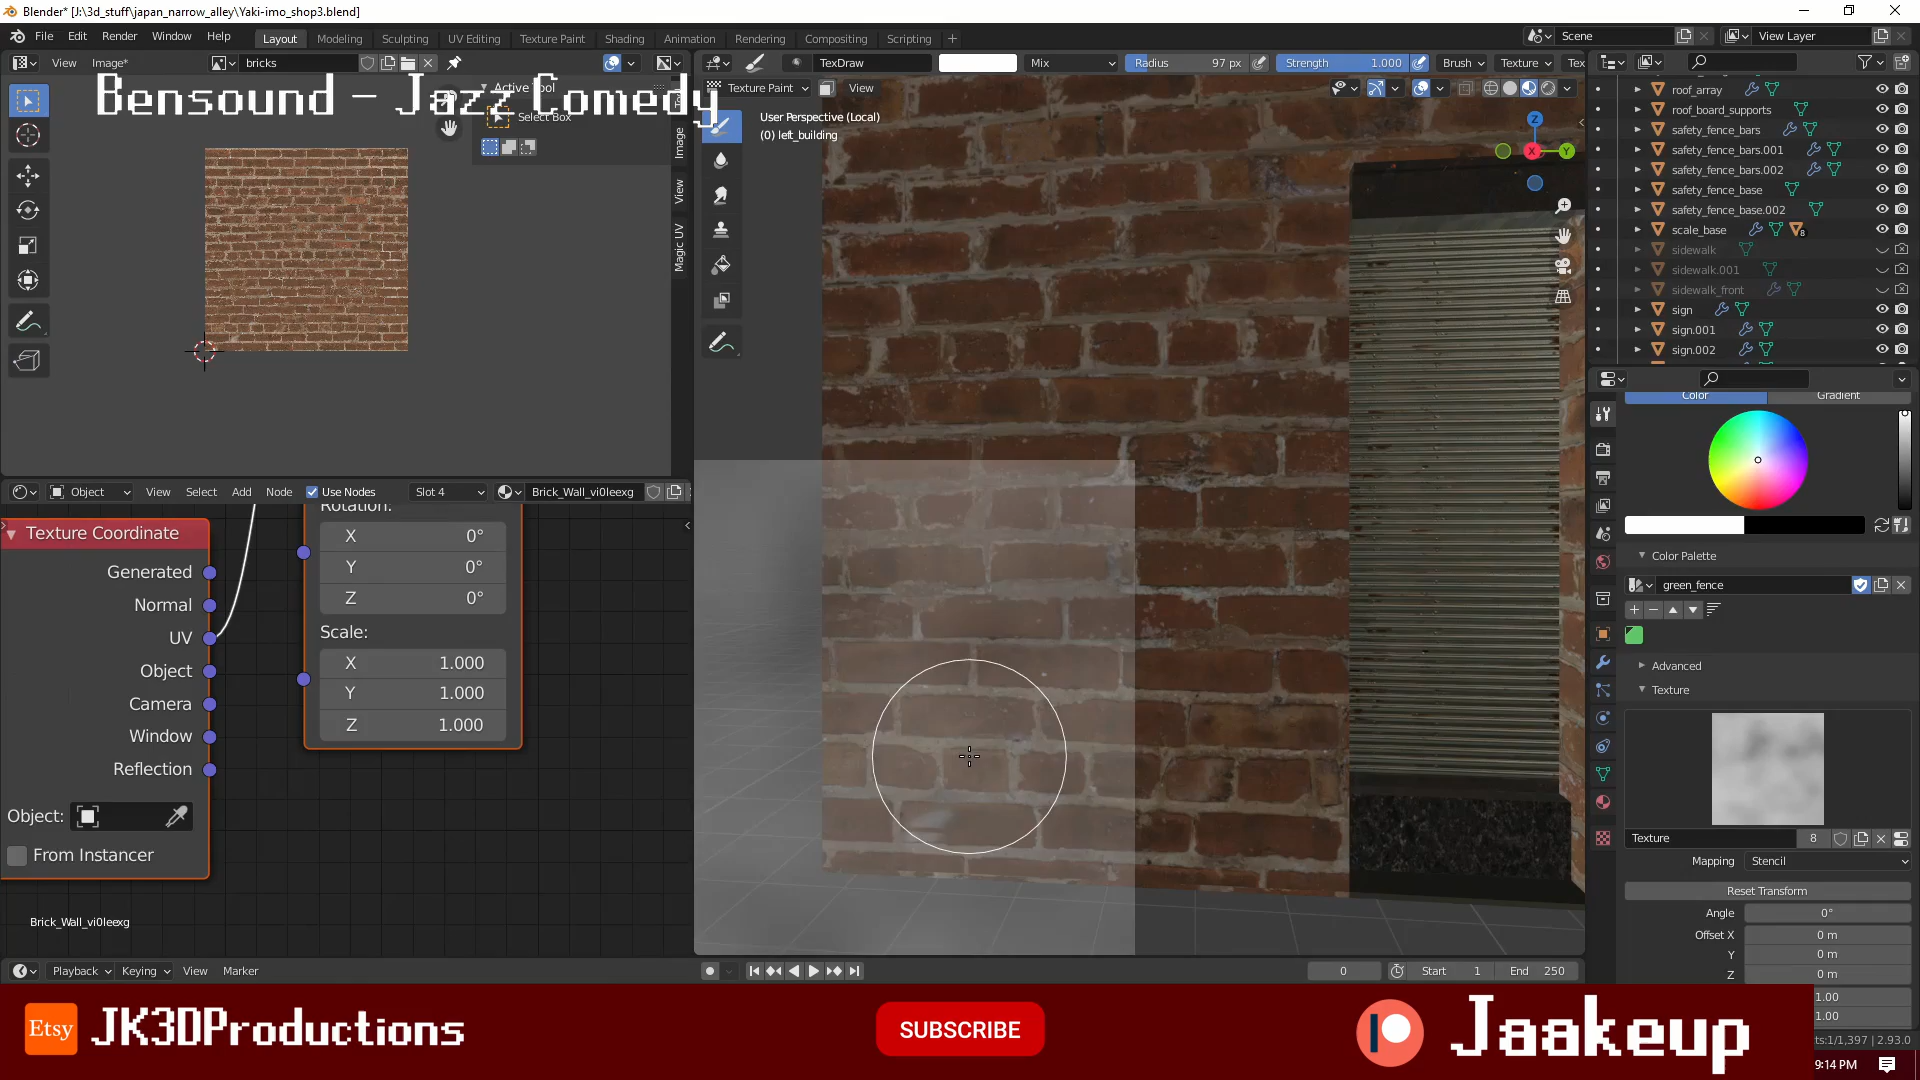 Blender* [J:\3d_stuff\japan_narrow_alley\Yaki-imo_shop3.blend]
File Edit Render Window Help Layout Modeling Sculpting UV Editing Texture Paint Shading Animation Rendering Compositing Scripting + Scene View Layer
View Image* bricks TexDraw Mix Radius 97 px Strength 1.000 Brush Texture Tex
Bensound - Jazz Comedy
Active Tool
Select Box
Image
View
Magic UV
Texture Paint View
User Perspective (Local)
(0) left_building
Z
Y
X
roof_array
roof_board_supports
safety_fence_bars
safety_fence_bars.001
safety_fence_bars.002
safety_fence_base
safety_fence_base.002
scale_base 8
sidewalk
sidewalk.001
sidewalk_front
sign
sign.001
sign.002
Color Gradient
Color Palette
green_fence
Advanced
Texture
Texture 8
Mapping Stencil
Reset Transform
Angle 0°
Offset X 0 m
Y 0 m
Z 0 m
1.00
1.00
Object View Select Add Node Use Nodes Slot 4 Brick_Wall_vi0leexg
Texture Coordinate
Generated
Normal
UV
Object
Camera
Window
Reflection
Object:
From Instancer
Rotation:
X 0°
Y 0°
Z 0°
Scale:
X 1.000
Y 1.000
Z 1.000
Brick_Wall_vi0leexg
Playback Keying View Marker 0 Start 1 End 250
Etsy JK3DProductions
SUBSCRIBE
Jaakeup
ts:1/1,397 | 2.93.0
9:14 PM